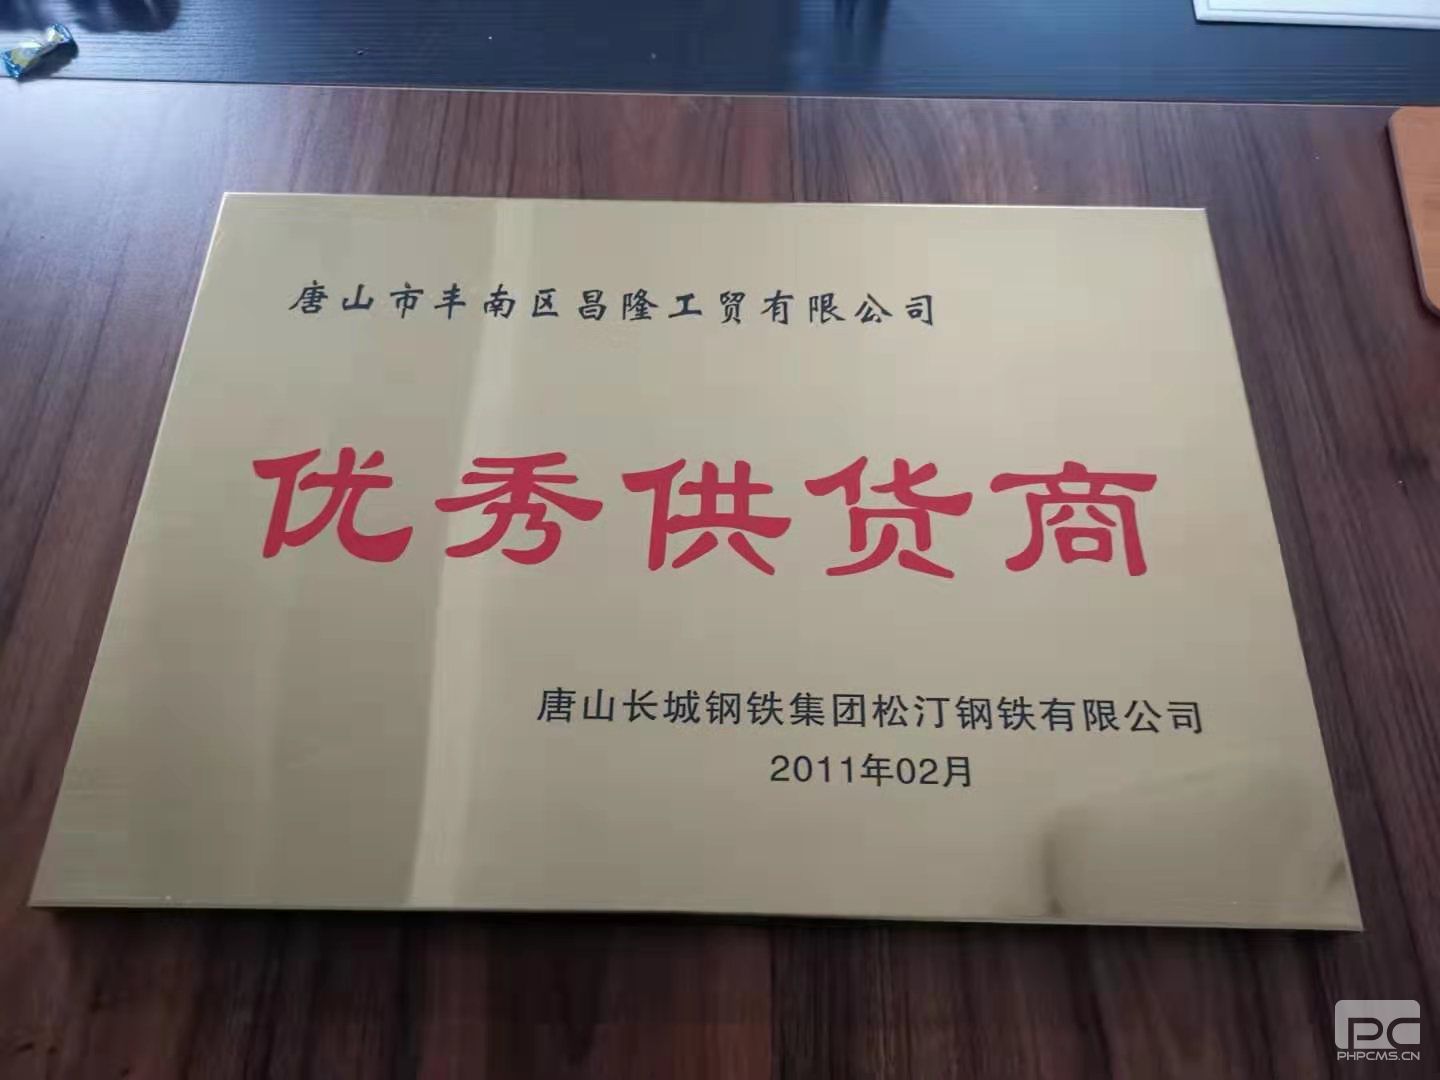 唐山市丰南区昌隆工贸有限公司
优秀供货商
唐山长城钢铁集团松汀钢铁有限公司
2011年02月
PC
PHPCMS.CN